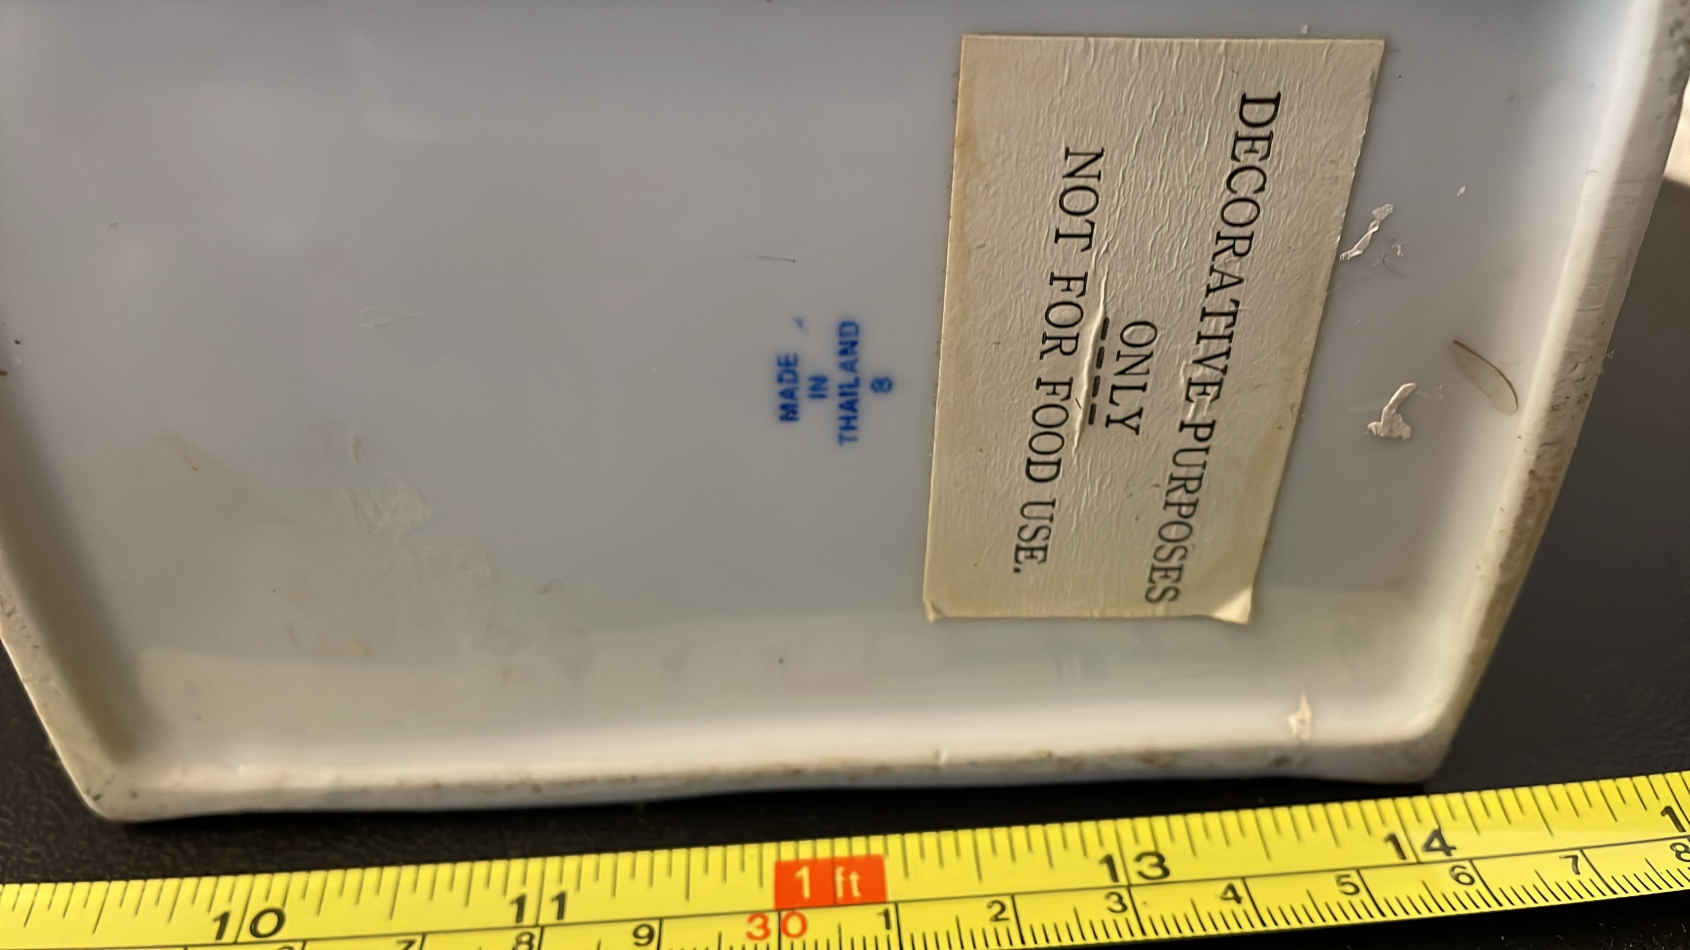 DECORATIVE PURPOSES
ONLY
----
NOT FOR FOOD USE.
MADE
IN
THAILAND
10 11 1 ft 13 14
7 8 9 30 1 2 3 4 5 6 7 8